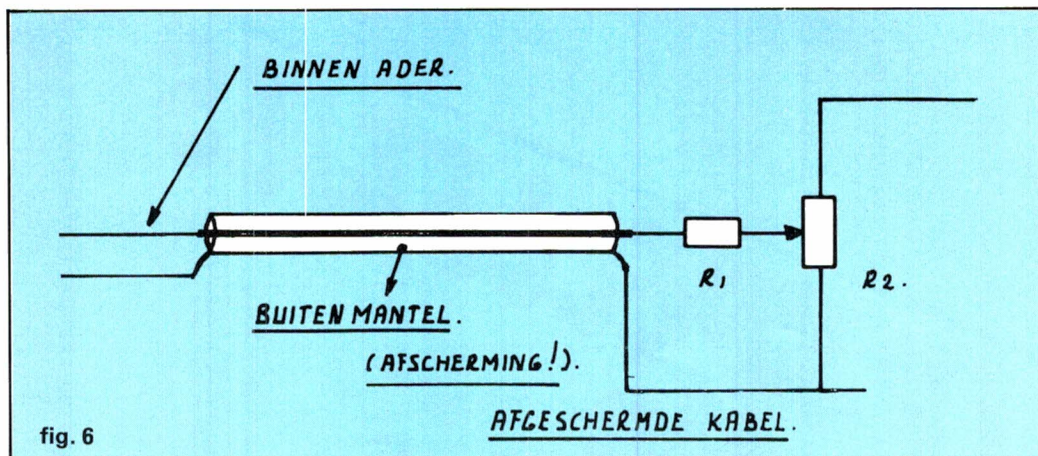 BINNEN ADER.
R1
R2.
BUITEN MANTEL.
(AFSCHERMING!).
AFGESCHERMDE KABEL.
fig. 6